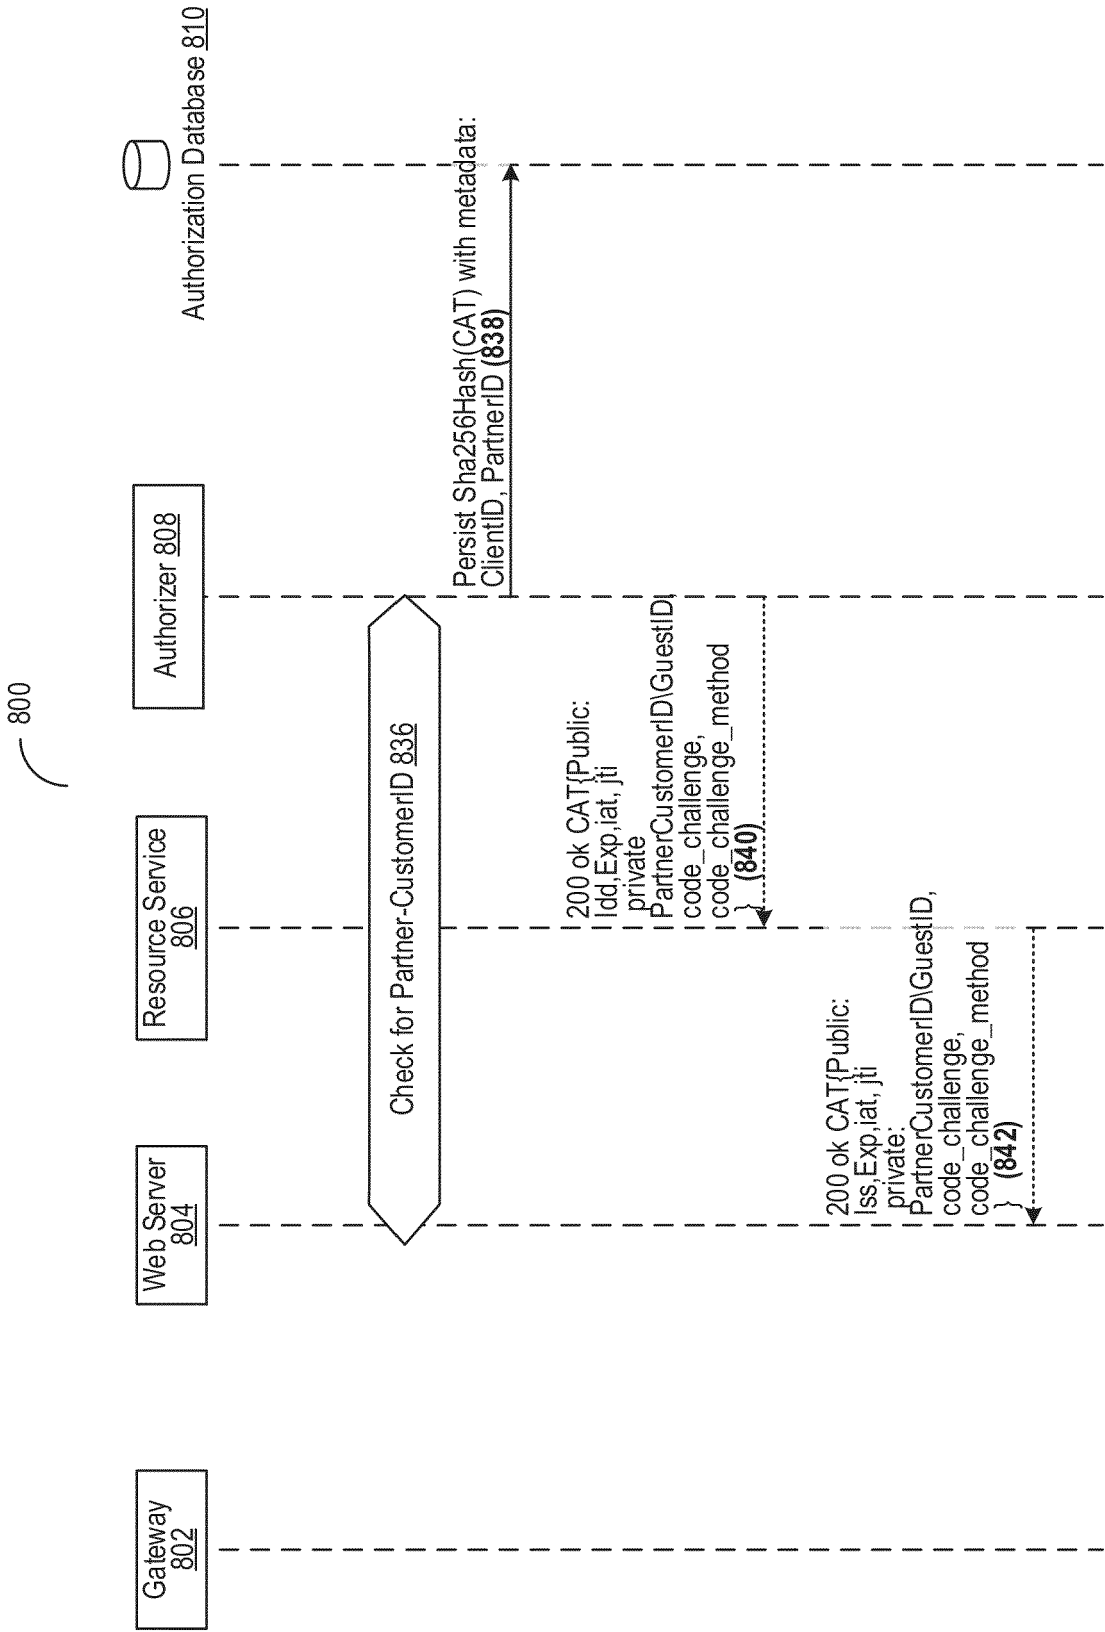 800
Gateway
802
Web Server
804
Resource Service
806
Authorizer 808
Authorization Database 810
Check for Partner-CustomerID 836
Persist Sha256Hash(CAT) with metadata:
ClientID, PartnerID (838)
200 ok CAT{Public:
Idd,Exp,iat, jti
private
PartnerCustomerID\GuestID,
code_challenge,
code_challenge_method
} (840)
200 ok CAT{Public:
Iss,Exp,iat, jti
private:
PartnerCustomerID\GuestID,
code_challenge,
code_challenge_method
} (842)